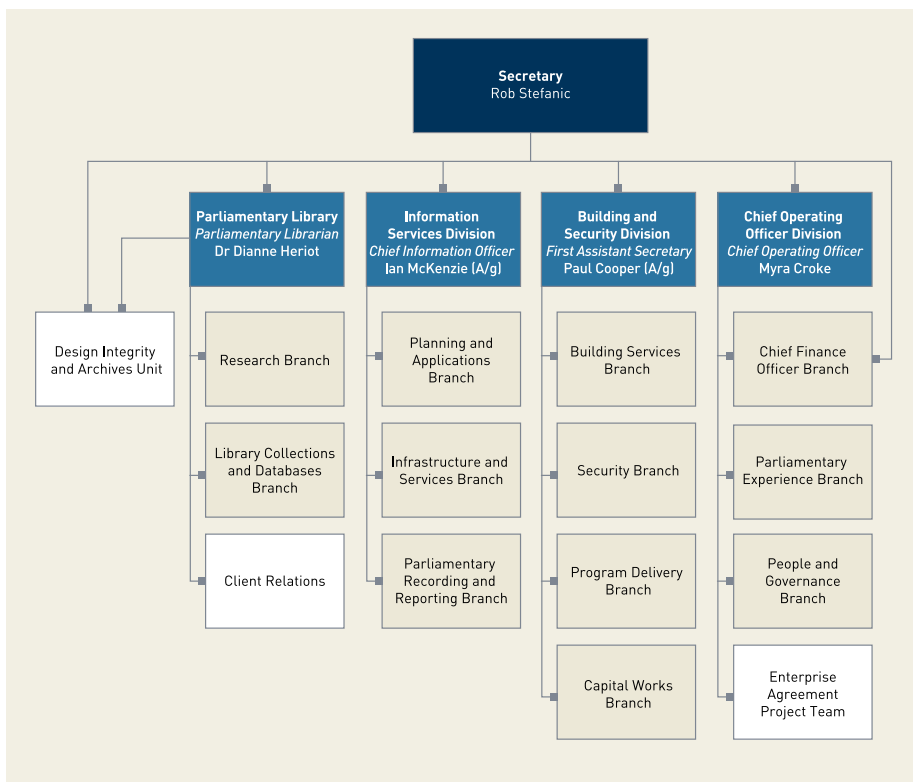 Secretary
Rob Stefanic
Parliamentary Library
Parliamentary Librarian
Dr Dianne Heriot
Information
Services Division
Chief Information Officer
Ian McKenzie (A/g)
Building and
Security Division
First Assistant Secretary
Paul Cooper (A/g)
Chief Operating
Officer Division
Chief Operating Officer
Myra Croke
Design Integrity
and Archives Unit
Research Branch
Planning and
Applications
Branch
Building Services
Branch
Chief Finance
Officer Branch
Library Collections
and Databases
Branch
Infrastructure and
Services Branch
Security Branch
Parliamentary
Experience Branch
Client Relations
Parliamentary
Recording and
Reporting Branch
Program Delivery
Branch
People and
Governance
Branch
Capital Works
Branch
Enterprise
Agreement
Project Team